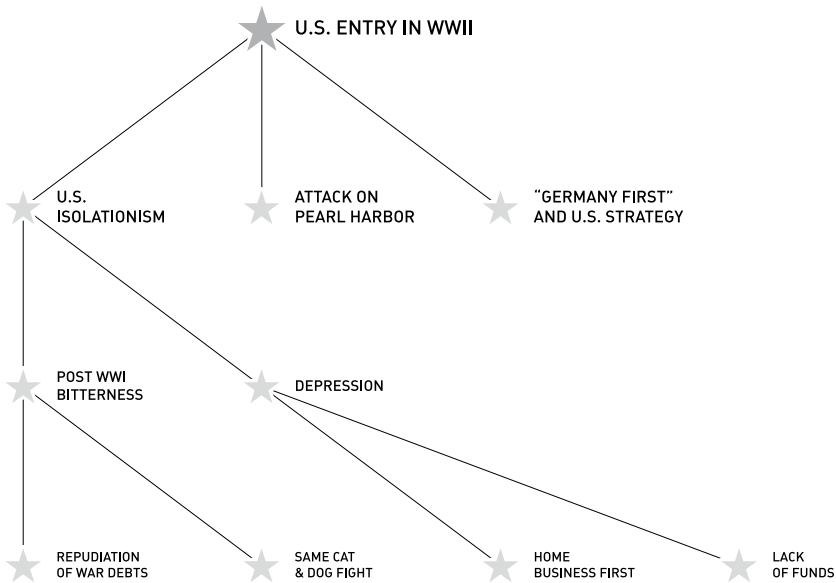 U.S. ENTRY IN WWII
U.S.
ISOLATIONISM
ATTACK ON
PEARL HARBOR
“GERMANY FIRST”
AND U.S. STRATEGY
POST WWI
BITTERNESS
DEPRESSION
REPUDIATION
OF WAR DEBTS
SAME CAT
& DOG FIGHT
HOME
BUSINESS FIRST
LACK
OF FUNDS